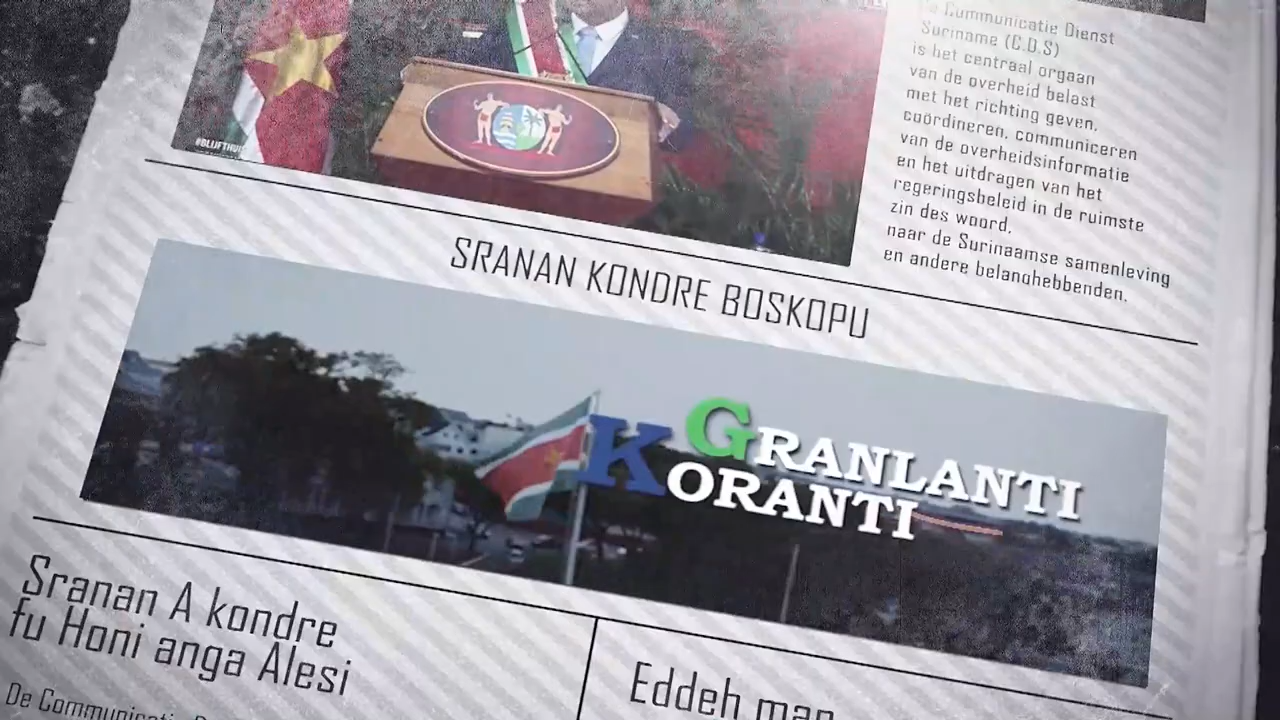 #BLIJFTHUIS
Communicatie Dienst
Suriname (C.D.S)
is het centraal orgaan
van de overheid belast
met het richting geven,
coördineren, communiceren
van de overheidsinformatie
en het uitdragen van het
regeringsbeleid in de ruimste
zin des woord,
naar de Surinaamse samenleving
en andere belanghebbenden.
SRANAN KONDRE BOSKOPU
GRANLANTI
KORANTI
Sranan A kondre
fu Honi anga Alesi
De Communicatie
Eddeh man